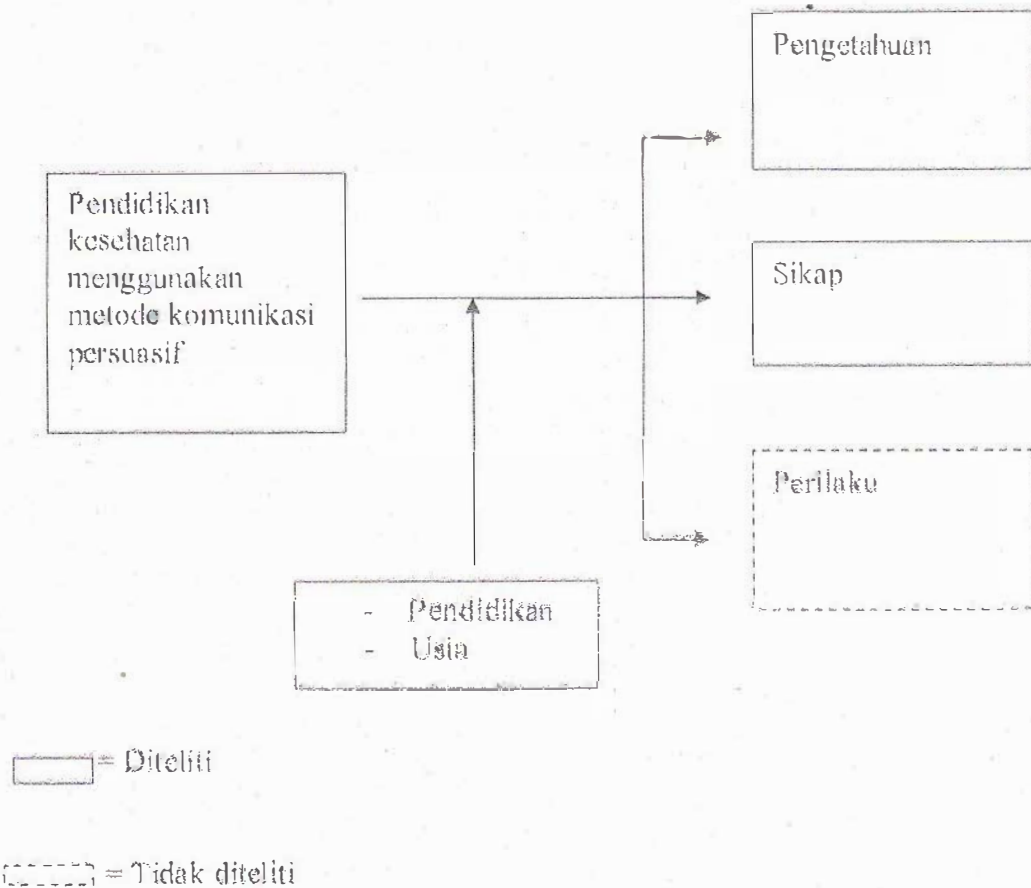 Pengetahuan
Pendidikan
kesehatan
menggunakan
metode komunikasi
persuasif
Sikap
Perilaku
- Pendidikan
- Usia
= Diteliti
= Tidak diteliti